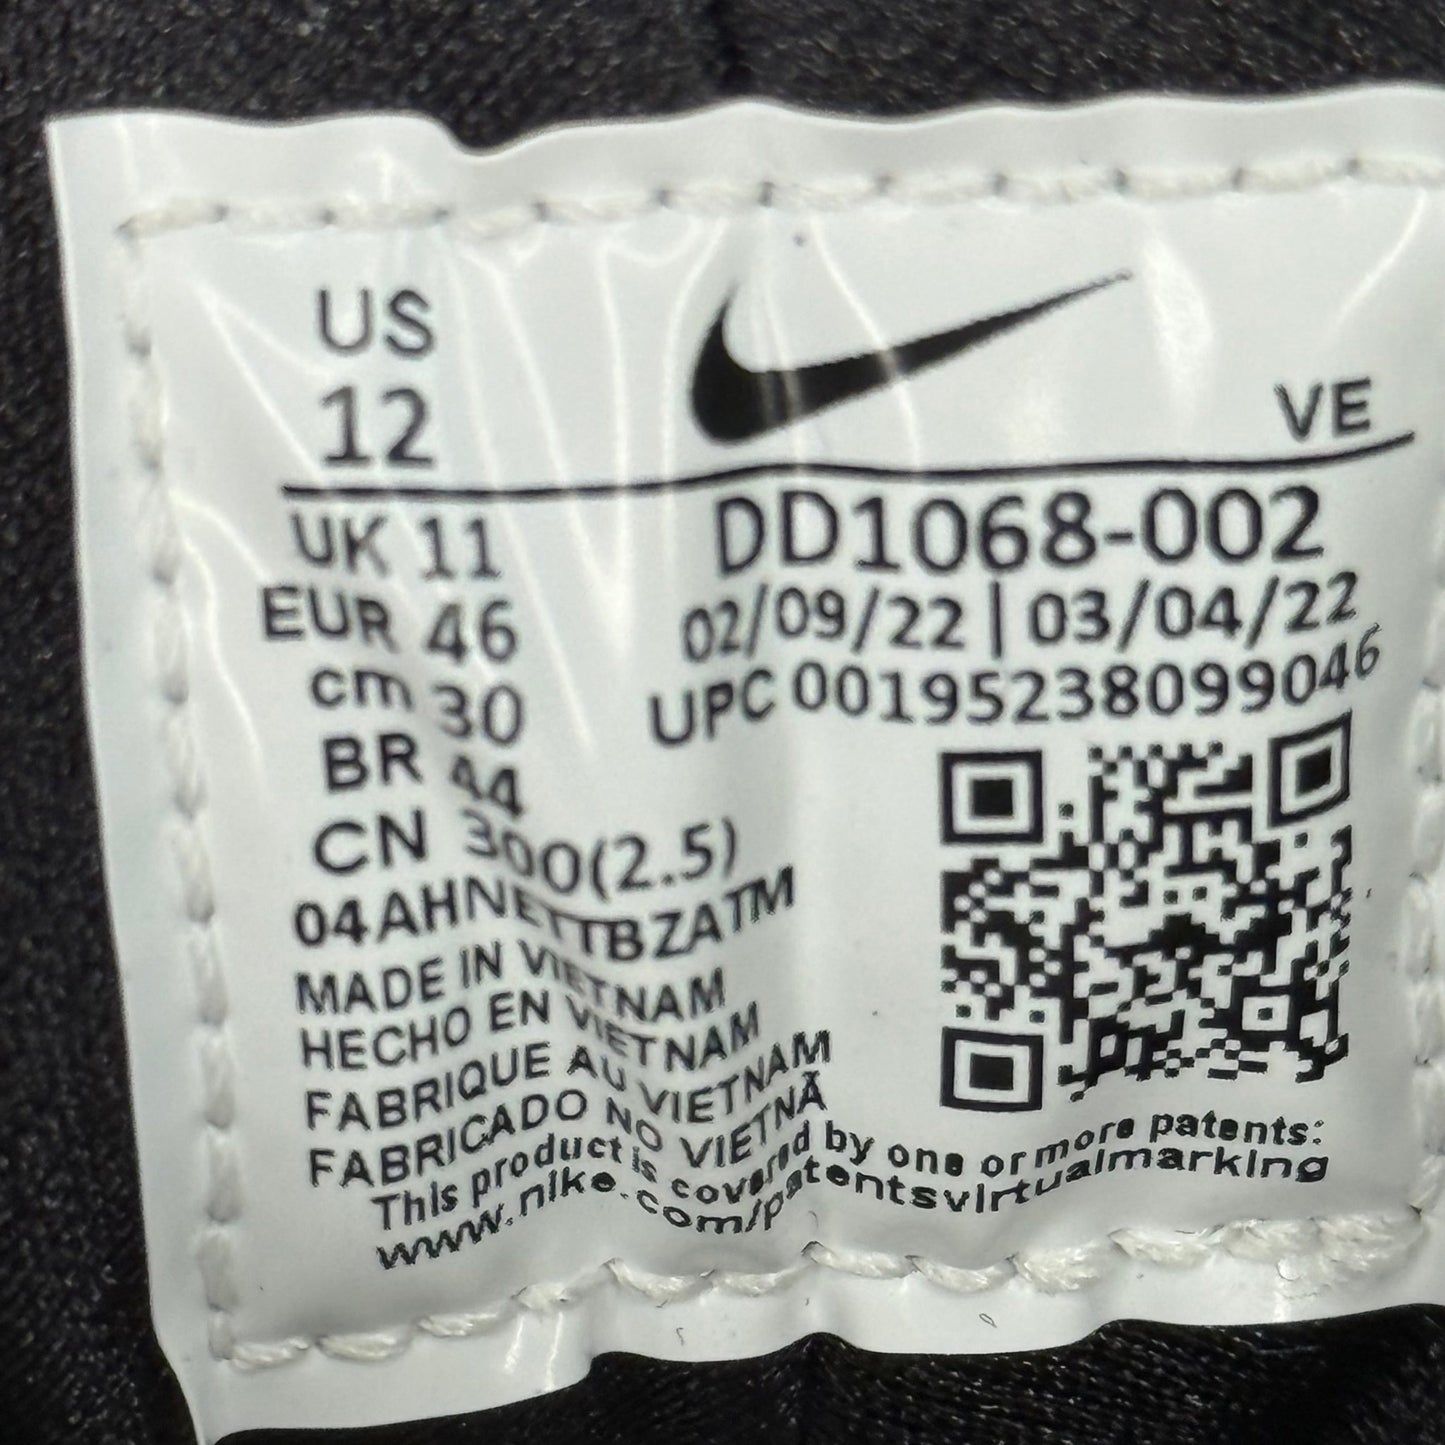 US
12
VE
UK 11
EUR 46
cm 30
BR 44
CN 300(2.5)
DD1068-002
02/09/22 | 03/04/22
UPC 00195238099046
04AHNETTBZATM
MADE IN VIETNAM
HECHO EN VIETNAM
FABRIQUE AU VIETNAM
FABRICADO NO VIETNÃ
This product is covered by one or more patents:
www.nike.com/patentsvirtualmarking